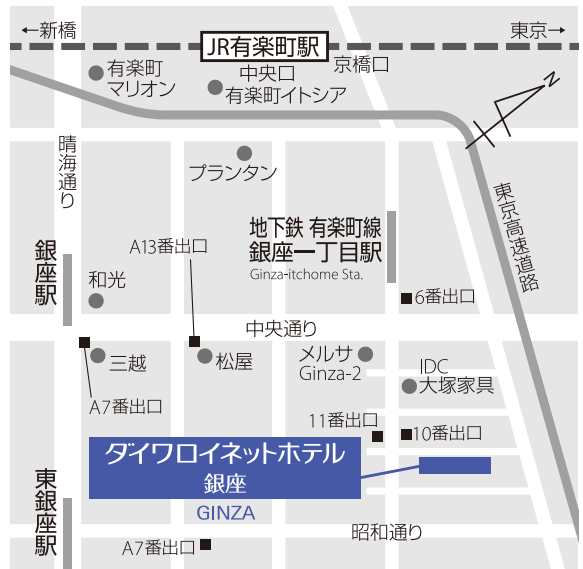 ←新橋
JR有楽町駅
東京→
京橋口
有楽町
マリオン
中央口
有楽町イトシア
N
晴海通り
プランタン
東京高速道路
地下鉄 有楽町線
銀座一丁目駅
Ginza-itchome Sta.
A13番出口
銀座駅
和光
6番出口
中央通り
三越
松屋
メルサ
Ginza-2
IDC
大塚家具
A7番出口
11番出口
10番出口
ダイワロイネットホテル
銀座
GINZA
東銀座駅
昭和通り
A7番出口